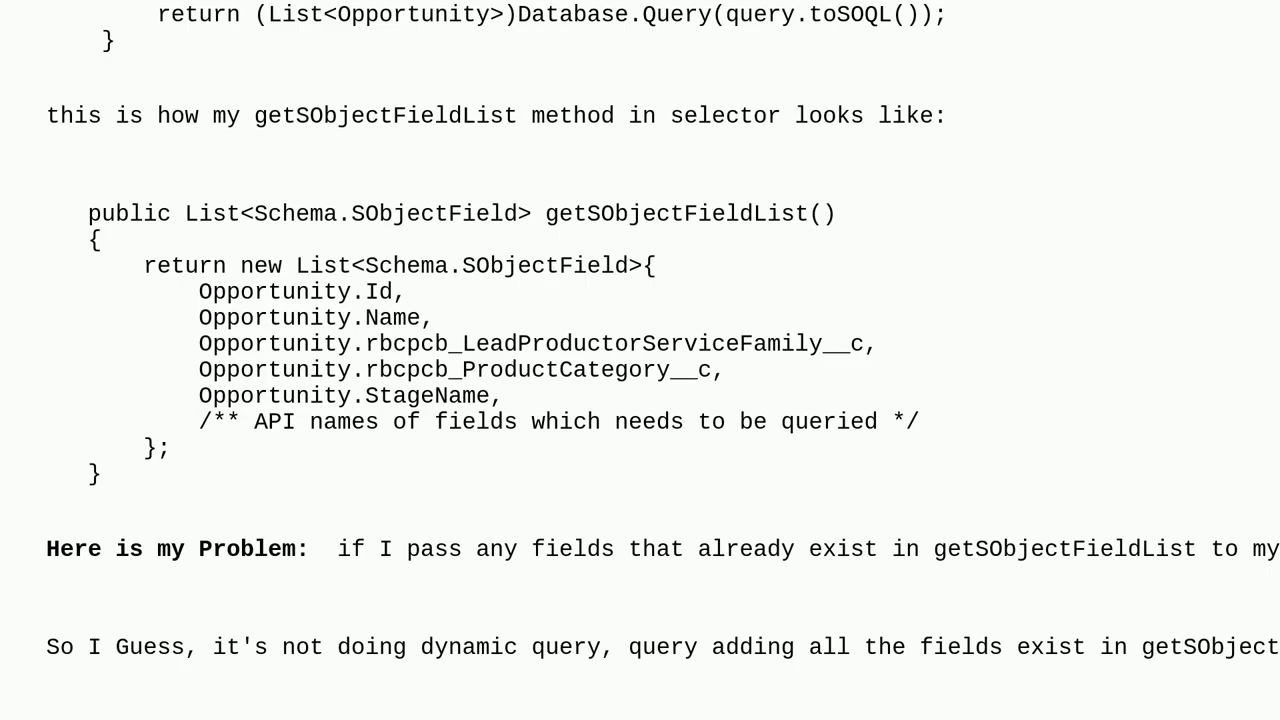 return (List<Opportunity>)Database.Query(query.toSOQL());
}
this is how my getSObjectFieldList method in selector looks like:
public List<Schema.SObjectField> getSObjectFieldList()
{
return new List<Schema.SObjectField>{
Opportunity.Id,
Opportunity.Name,
Opportunity.rbcpcb_LeadProductorServiceFamily__c,
Opportunity.rbcpcb_ProductCategory__c,
Opportunity.StageName,
/** API names of fields which needs to be queried */
};
}
Here is my Problem:  if I pass any fields that already exist in getSObjectFieldList to my
So I Guess, it's not doing dynamic query, query adding all the fields exist in getSObject